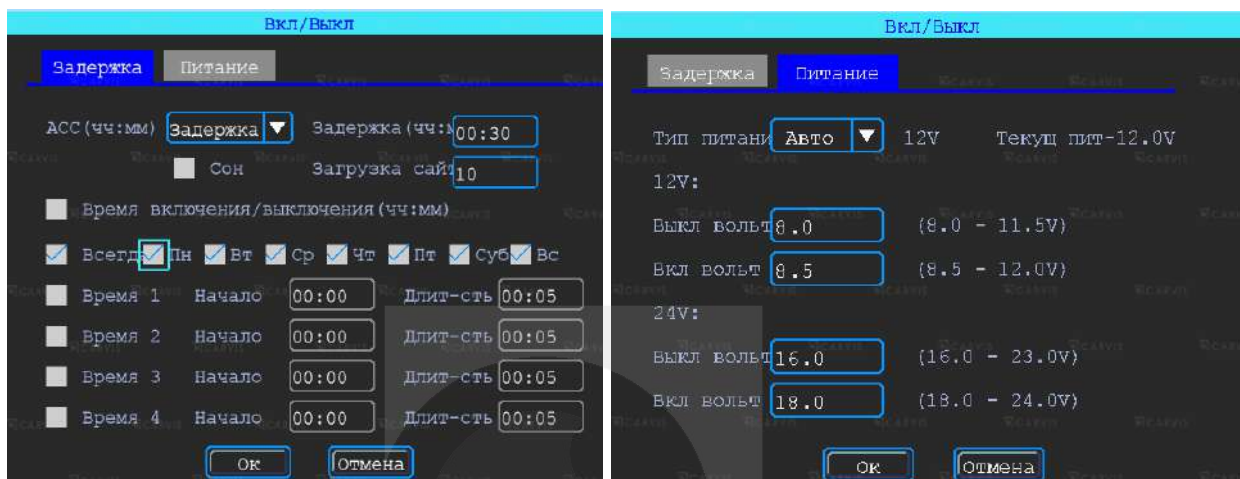 Вкл/Выкл
Задержка Питание
ACC(чч:мм) Задержка Задержка(чч:м 00:30
Сон Загрузка сайт 10
Время включения/выключения(чч:мм)
Всегда Пн Вт Ср Чт Пт Суб Вс
Время 1 Начало 00:00 Длит-сть 00:05
Время 2 Начало 00:00 Длит-сть 00:05
Время 3 Начало 00:00 Длит-сть 00:05
Время 4 Начало 00:00 Длит-сть 00:05
Ок Отмена
Вкл/Выкл
Задержка Питание
Тип питани Авто 12V Текущ пит-12.0V
12V:
Выкл вольт 8.0 (8.0 - 11.5V)
Вкл вольт 8.5 (8.5 - 12.0V)
24V:
Выкл вольт 16.0 (16.0 - 23.0V)
Вкл вольт 18.0 (18.0 - 24.0V)
Ок Отмена